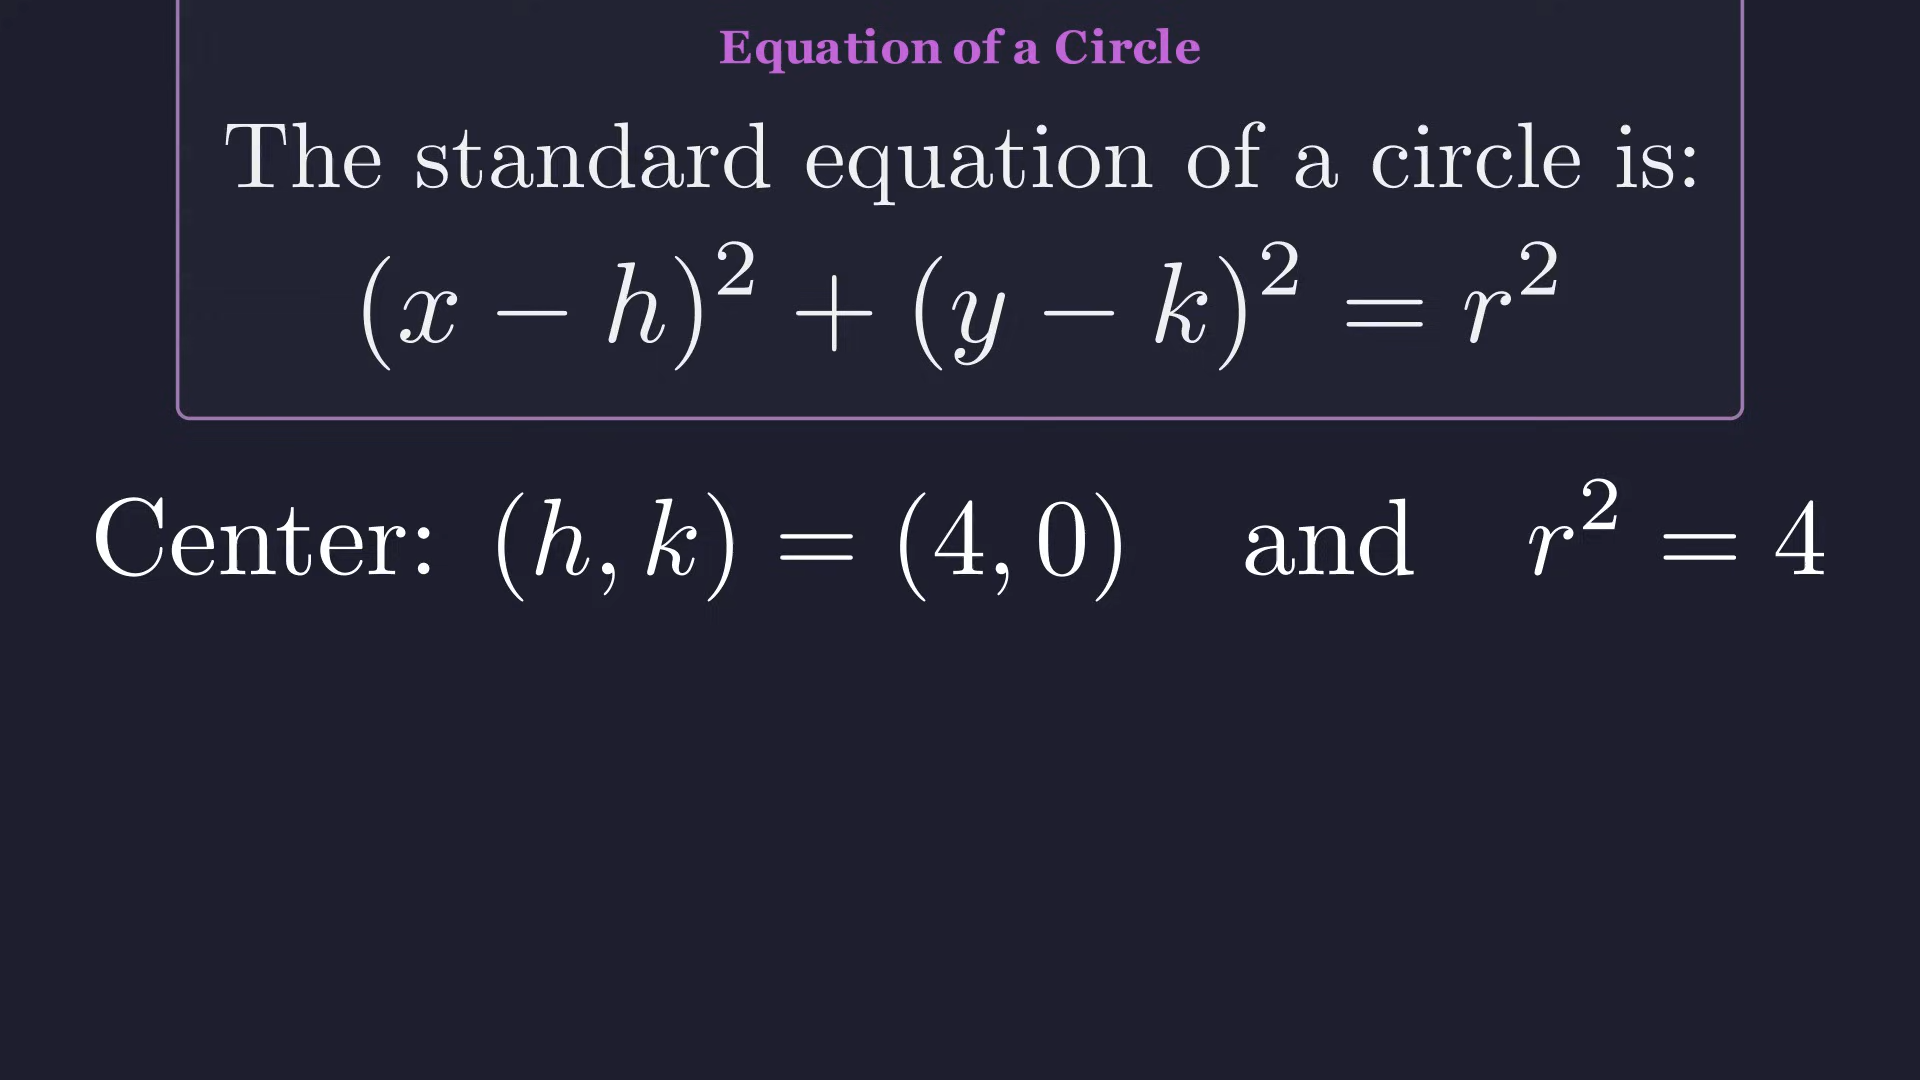 Equation of a Circle
The standard equation of a circle is:
(x − h)² + (y − k)² = r²
Center: (h, k) = (4, 0) and r² = 4